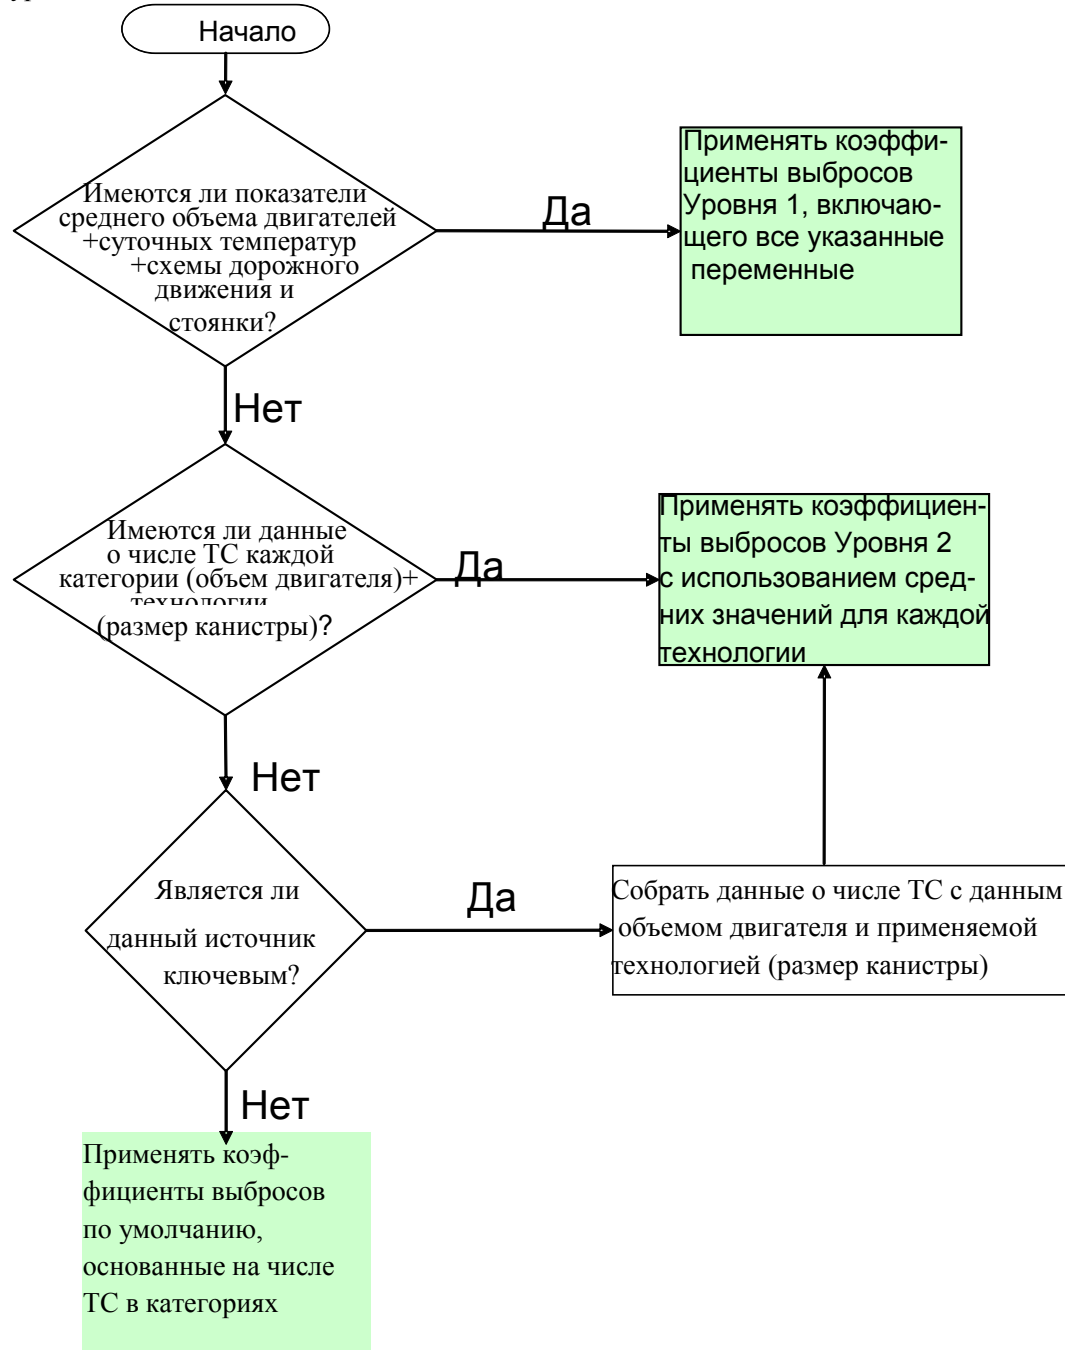 Начало
Имеются ли показатели
среднего объема двигателей
+суточных температур
+схемы дорожного
движения и
стоянки?
Да
Применять коэффи-
циенты выбросов
Уровня 1, включаю-
щего все указанные
переменные
Нет
Имеются ли данные
о числе ТС каждой
категории (объем двигателя)+
технологии
(размер канистры)?
Да
Применять коэффициен-
ты выбросов Уровня 2
с использованием сред-
них значений для каждой
технологии
Нет
Является ли
данный источник
ключевым?
Да
Собрать данные о числе ТС с данным
объемом двигателя и применяемой
технологией (размер канистры)
Нет
Применять коэф-
фициенты выбросов
по умолчанию,
основанные на числе
ТС в категориях